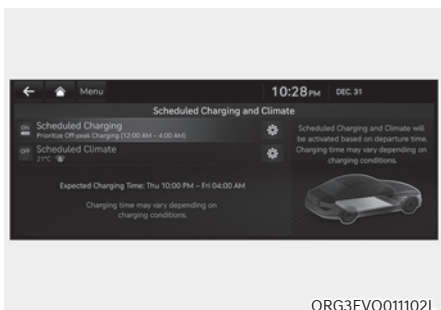 Menu
10:28 PM
DEC. 31
Scheduled Charging and Climate
ON
Scheduled Charging
Prioritize Off-peak Charging (12:00 AM - 4:00 AM)
OFF
Scheduled Climate
21°C
Expected Charging Time: Thu 10:00 PM - Fri 04:00 AM
Charging time may vary depending on
charging conditions.
Scheduled Charging and Climate will
be activated based on departure time.
Charging time may vary depending on
charging conditions.
ORG3EVQ011102L